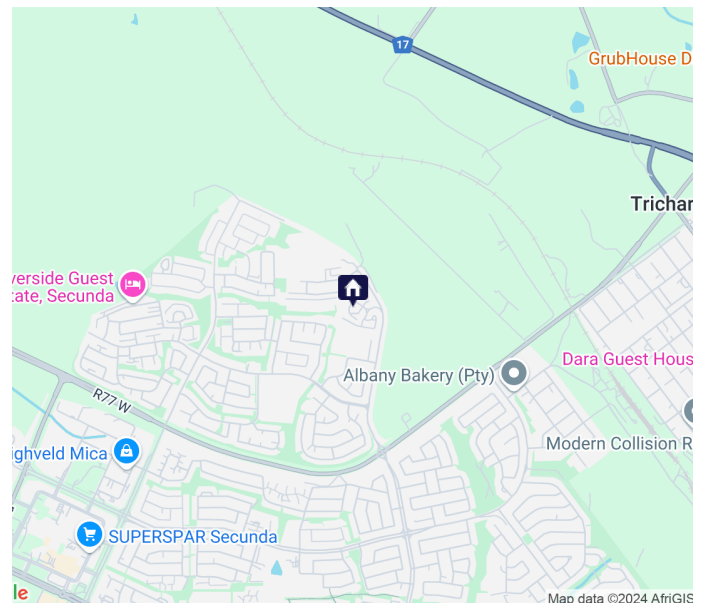 17
GrubHouse D
Trichar
verside Guest
tate, Secunda
Albany Bakery (Pty)
Dara Guest Hous
R77-W
ighveld Mica
Modern Collision R
SUPERSPAR Secunda
le
Map data ©2024 AfriGIS